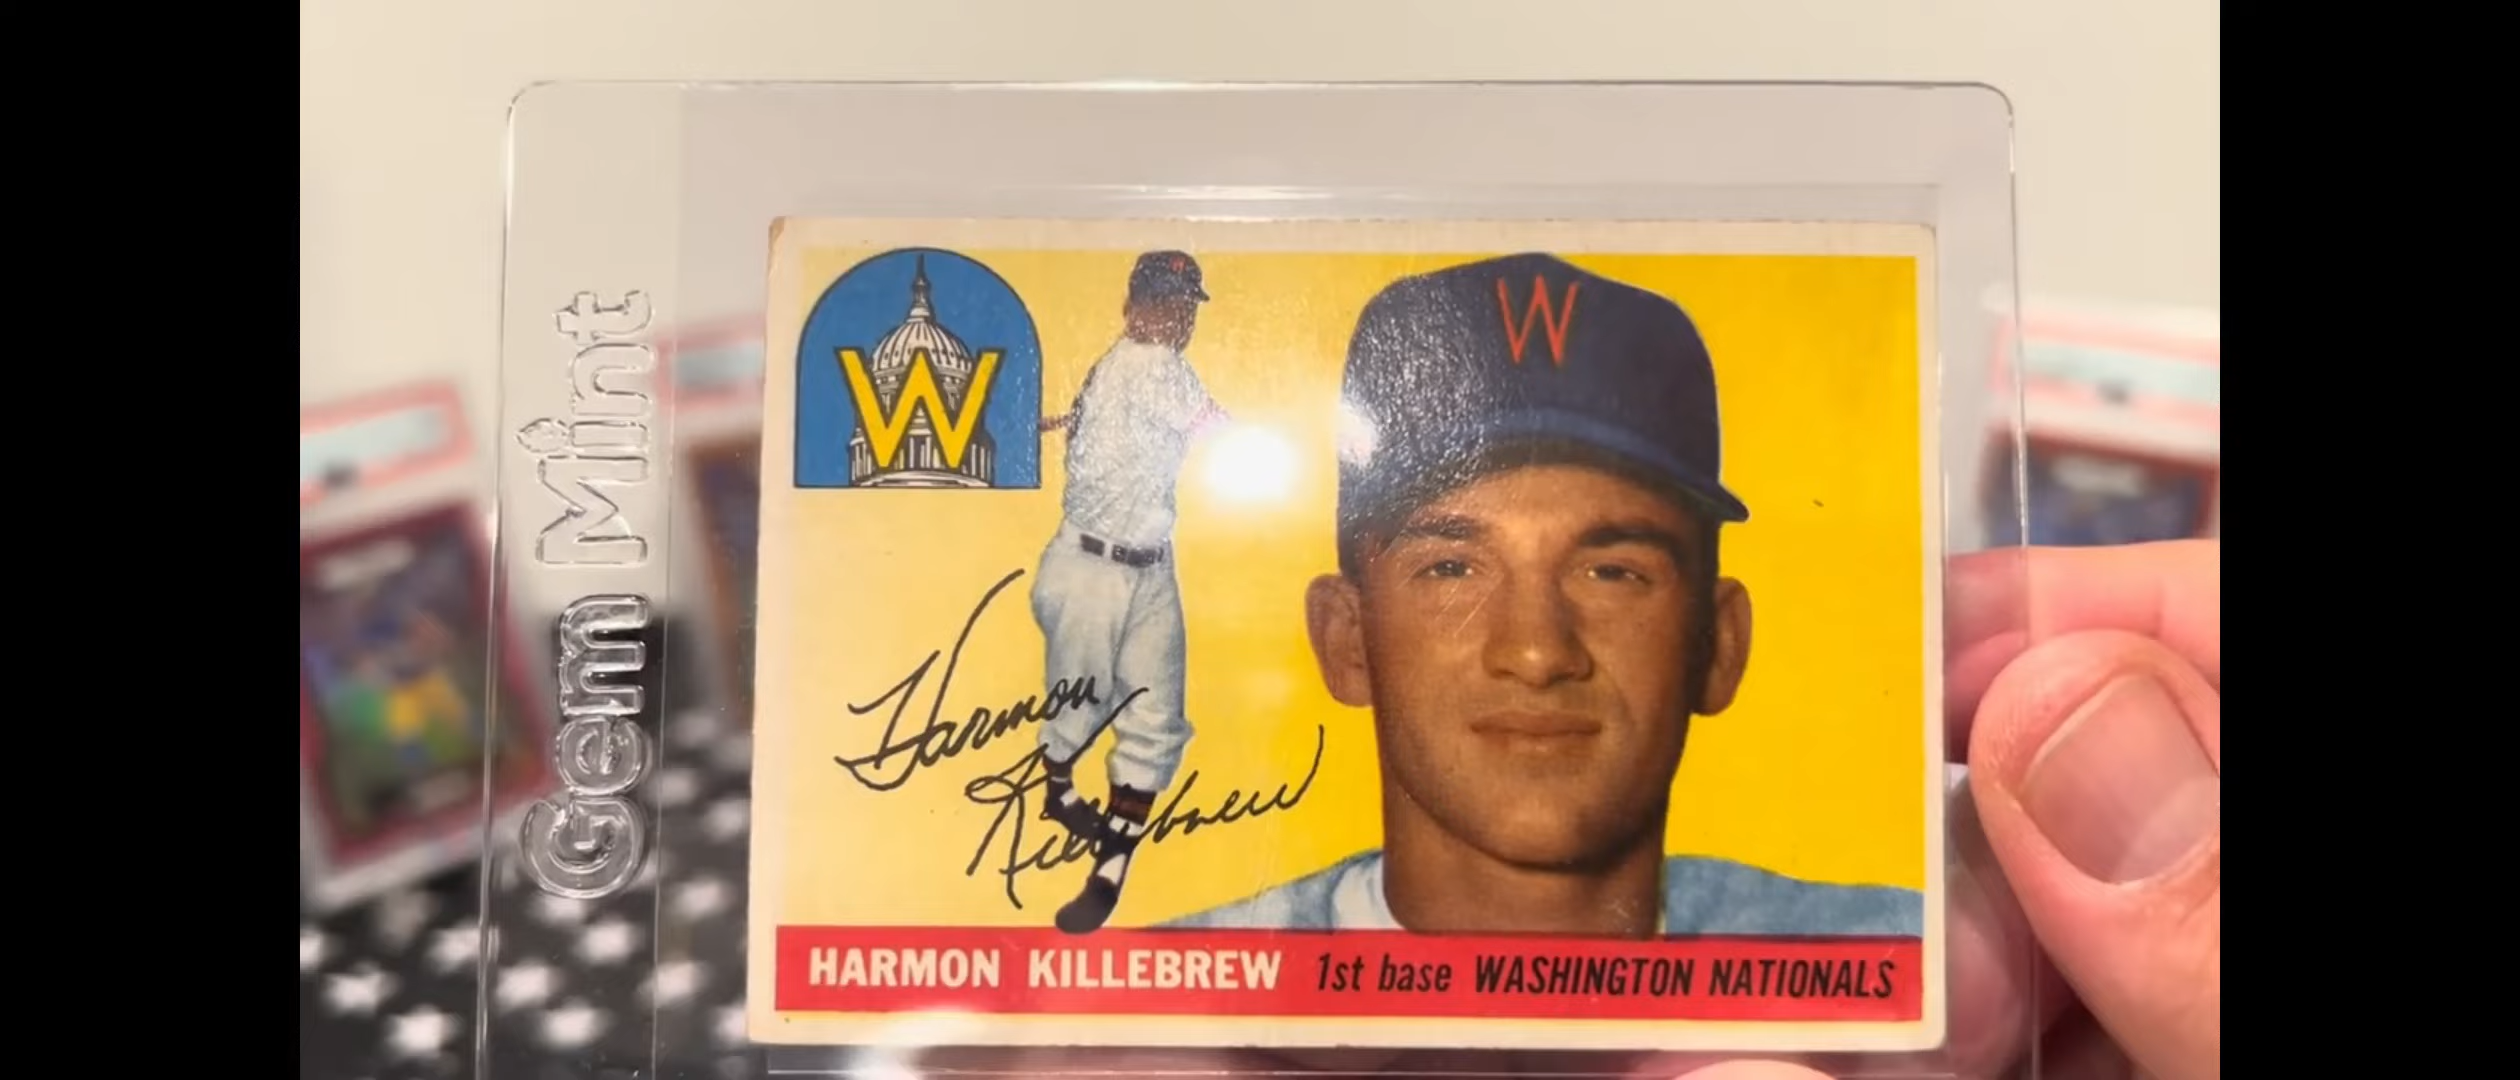 Gem Mint
W
W
Harmon
Killebrew
HARMON KILLEBREW 1st base WASHINGTON NATIONALS